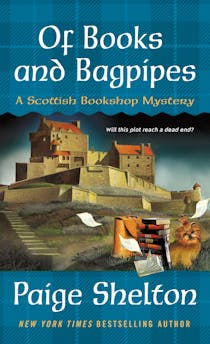 Of Books
and Bagpipes
A Scottish Bookshop Mystery
Will this plot reach a dead end?
Paige Shelton
NEW YORK TIMES BESTSELLING AUTHOR